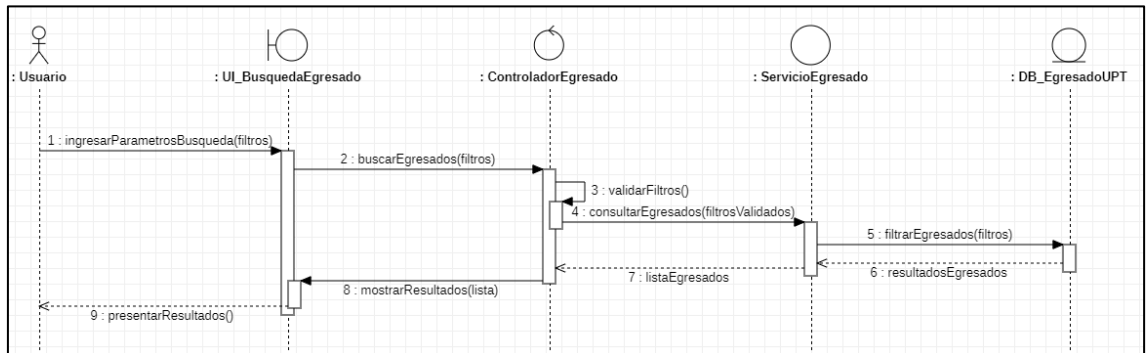 : Usuario
: UI_BusquedaEgresado
: ControladorEgresado
: ServicioEgresado
: DB_EgresadoUPT
1 : ingresarParametrosBusqueda(filtros)
2 : buscarEgresados(filtros)
3 : validarFiltros()
4 : consultarEgresados(filtrosValidados)
5 : filtrarEgresados(filtros)
6 : resultadosEgresados
7 : listaEgresados
8 : mostrarResultados(lista)
9 : presentarResultados()